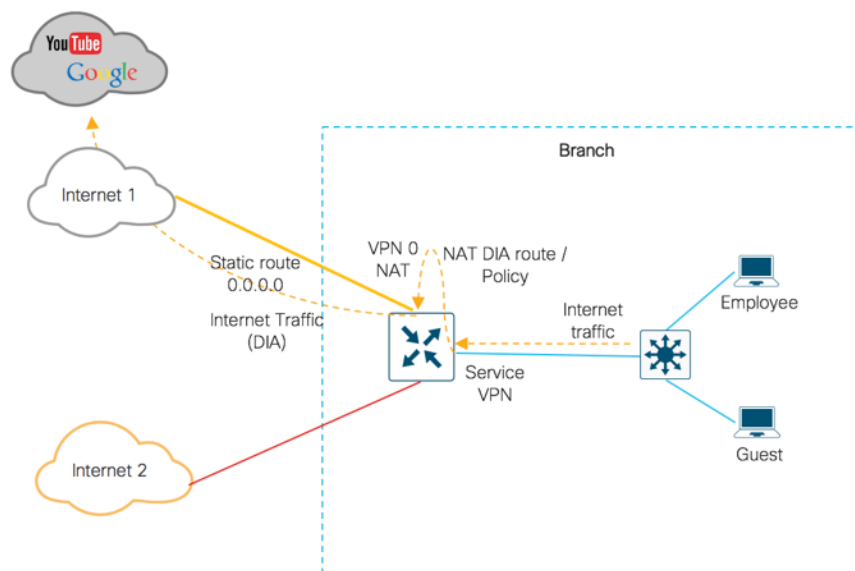 YouTube
Google
Internet 1
Branch
Static route
0.0.0.0
VPN 0
NAT
NAT DIA route /
Policy
Internet Traffic
(DIA)
Internet
traffic
Employee
Service
VPN
Guest
Internet 2